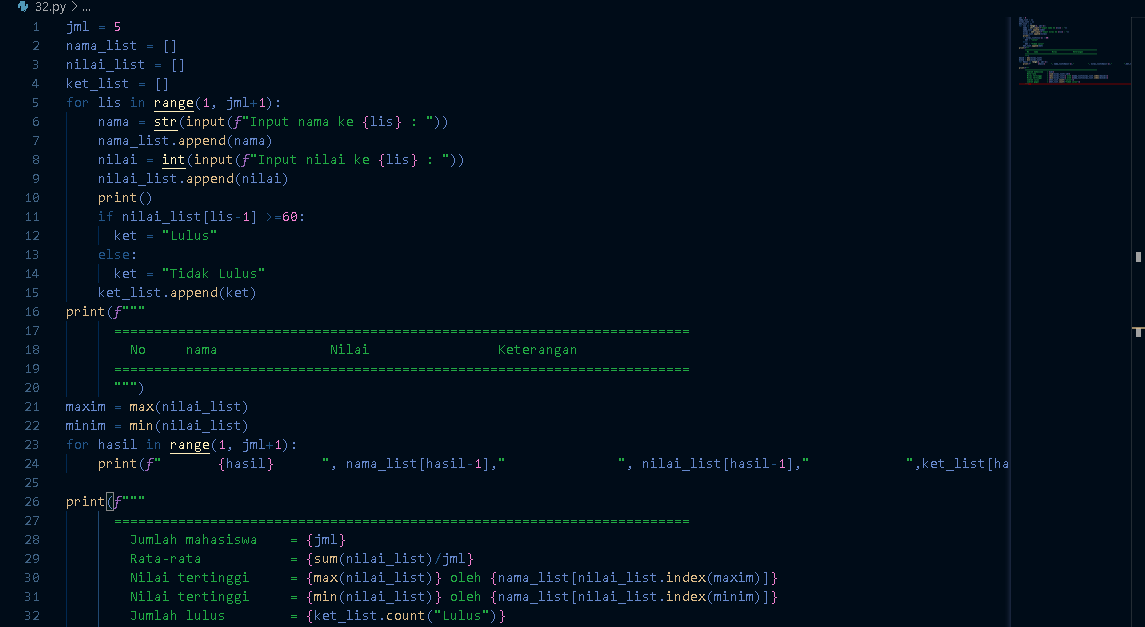 32.py > ...
1 jml = 5
2 nama_list = []
3 nilai_list = []
4 ket_list = []
5 for lis in range(1, jml+1):
6     nama = str(input(f"Input nama ke {lis} : "))
7     nama_list.append(nama)
8     nilai = int(input(f"Input nilai ke {lis} : "))
9     nilai_list.append(nilai)
10     print()
11     if nilai_list[lis-1] >=60:
12       ket = "Lulus"
13     else:
14       ket = "Tidak Lulus"
15     ket_list.append(ket)
16 print(f"""
17       ========================================================================
18         No     nama              Nilai                Keterangan
19       ========================================================================
20       """)
21 maxim = max(nilai_list)
22 minim = min(nilai_list)
23 for hasil in range(1, jml+1):
24     print(f"       {hasil}      ", nama_list[hasil-1],"              ", nilai_list[hasil-1],"            ",ket_list[ha
25
26 print(f"""
27       ========================================================================
28         Jumlah mahasiswa    = {jml}
29         Rata-rata           = {sum(nilai_list)/jml}
30         Nilai tertinggi     = {max(nilai_list)} oleh {nama_list[nilai_list.index(maxim)]}
31         Nilai tertinggi     = {min(nilai_list)} oleh {nama_list[nilai_list.index(minim)]}
32         Jumlah lulus        = {ket_list.count("Lulus")}